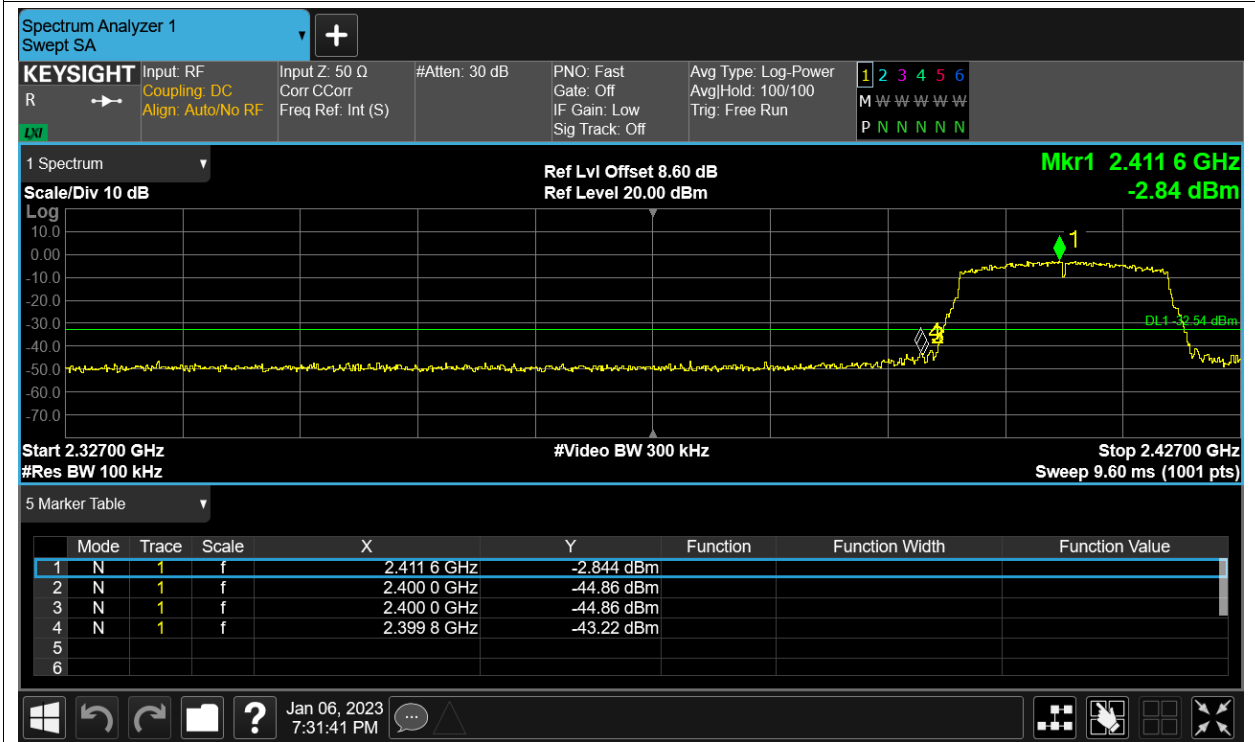 Spectrum Analyzer 1
Swept SA
+
KEYSIGHT Input: RF Input Z: 50 Ω #Atten: 30 dB PNO: Fast Avg Type: Log-Power 1 2 3 4 5 6
R Coupling: DC Corr CCorr Gate: Off Avg|Hold: 100/100 M W W W W W
Align: Auto/No RF Freq Ref: Int (S) IF Gain: Low Trig: Free Run
LXI Sig Track: Off P N N N N N
1 Spectrum Ref Lvl Offset 8.60 dB Mkr1 2.411 6 GHz
Scale/Div 10 dB Ref Level 20.00 dBm -2.84 dBm
Log
10.0
1
0.00
-10.0
-20.0
-30.0
DL1 -32.54 dBm
-40.0
-50.0
-60.0
-70.0
Start 2.32700 GHz #Video BW 300 kHz Stop 2.42700 GHz
#Res BW 100 kHz Sweep 9.60 ms (1001 pts)
5 Marker Table
Mode Trace Scale X Y Function Function Width Function Value
1 N 1 f 2.411 6 GHz -2.844 dBm
2 N 1 f 2.400 0 GHz -44.86 dBm
3 N 1 f 2.400 0 GHz -44.86 dBm
4 N 1 f 2.399 8 GHz -43.22 dBm
5
6
? Jan 06, 2023
7:31:41 PM